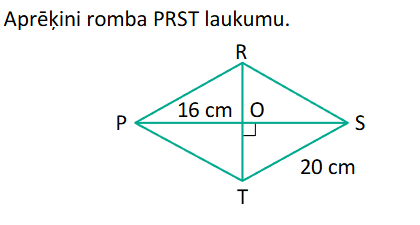 Aprēķini romba PRST laukumu.
R
16 cm O
P S
20 cm
T